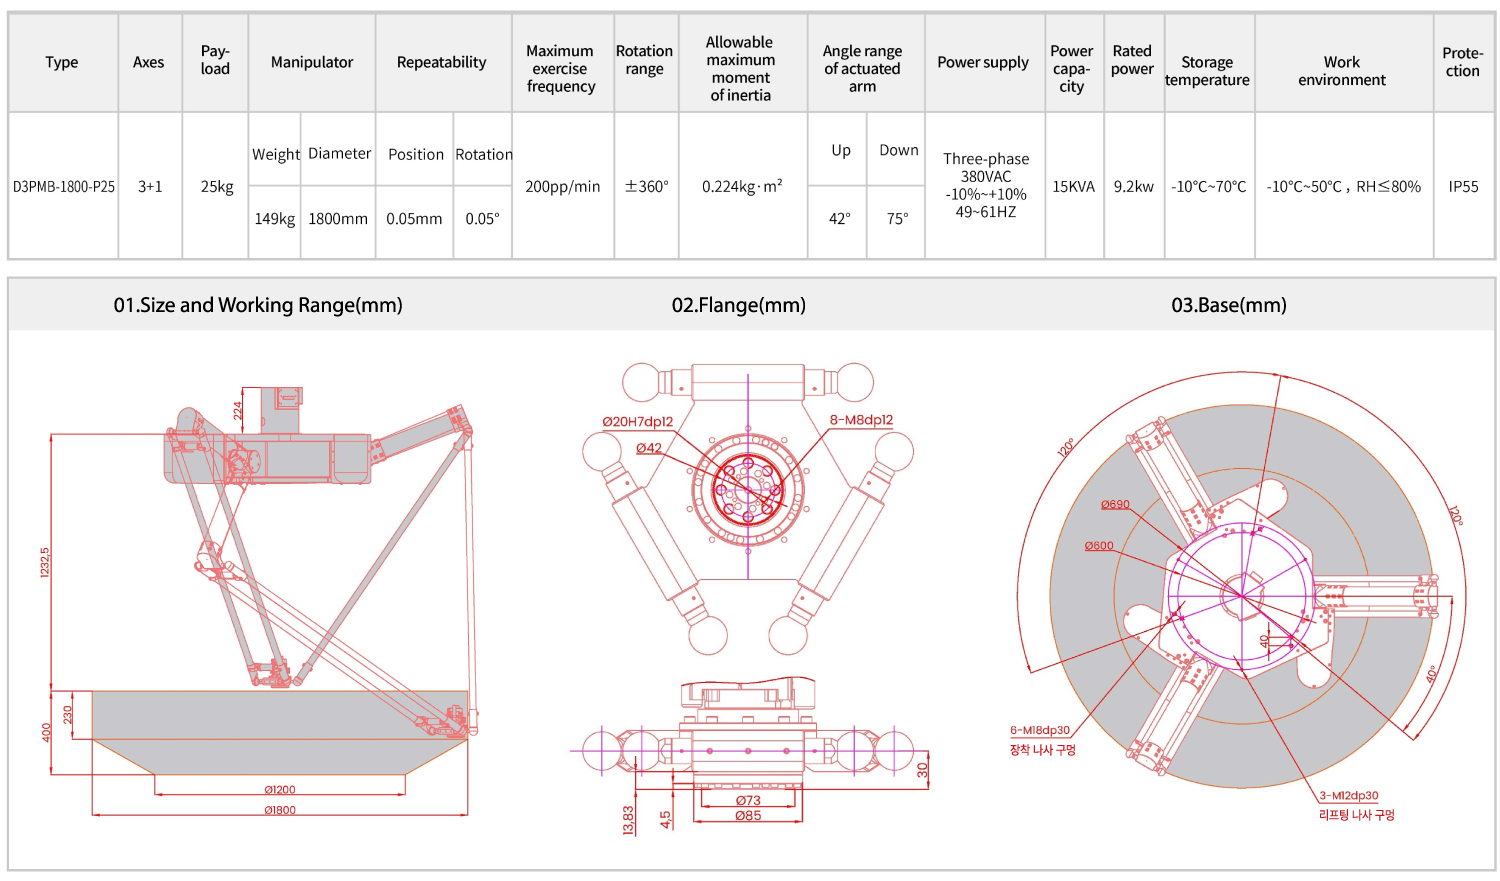 Type
Axes
Pay-
load
Manipulator
Repeatability
Maximum
exercise
frequency
Rotation
range
Allowable
maximum
moment
of inertia
Angle range
of actuated
arm
Power supply
Power
capa-
city
Rated
power
Storage
temperature
Work
environment
Prote-
ction
D3PMB-1800-P25
3+1
25kg
Weight
Diameter
149kg
1800mm
Position
Rotation
0.05mm
0.05°
200pp/min
±360°
0.224kg·m²
Up
Down
42°
75°
Three-phase
380VAC
-10%~+10%
49~61HZ
15KVA
9.2kw
-10°C~70°C
-10°C~50°C , RH≤80%
IP55
01.Size and Working Range(mm)
02.Flange(mm)
03.Base(mm)
224
1232,5
230
400
Ø1200
Ø1800
Ø20H7dp12
Ø42
8-M8dp12
30
13,83
4,5
Ø73
Ø85
120°
120°
Ø690
Ø600
40
40°
6-M18dp30
장착 나사 구멍
3-M12dp30
리프팅 나사 구멍